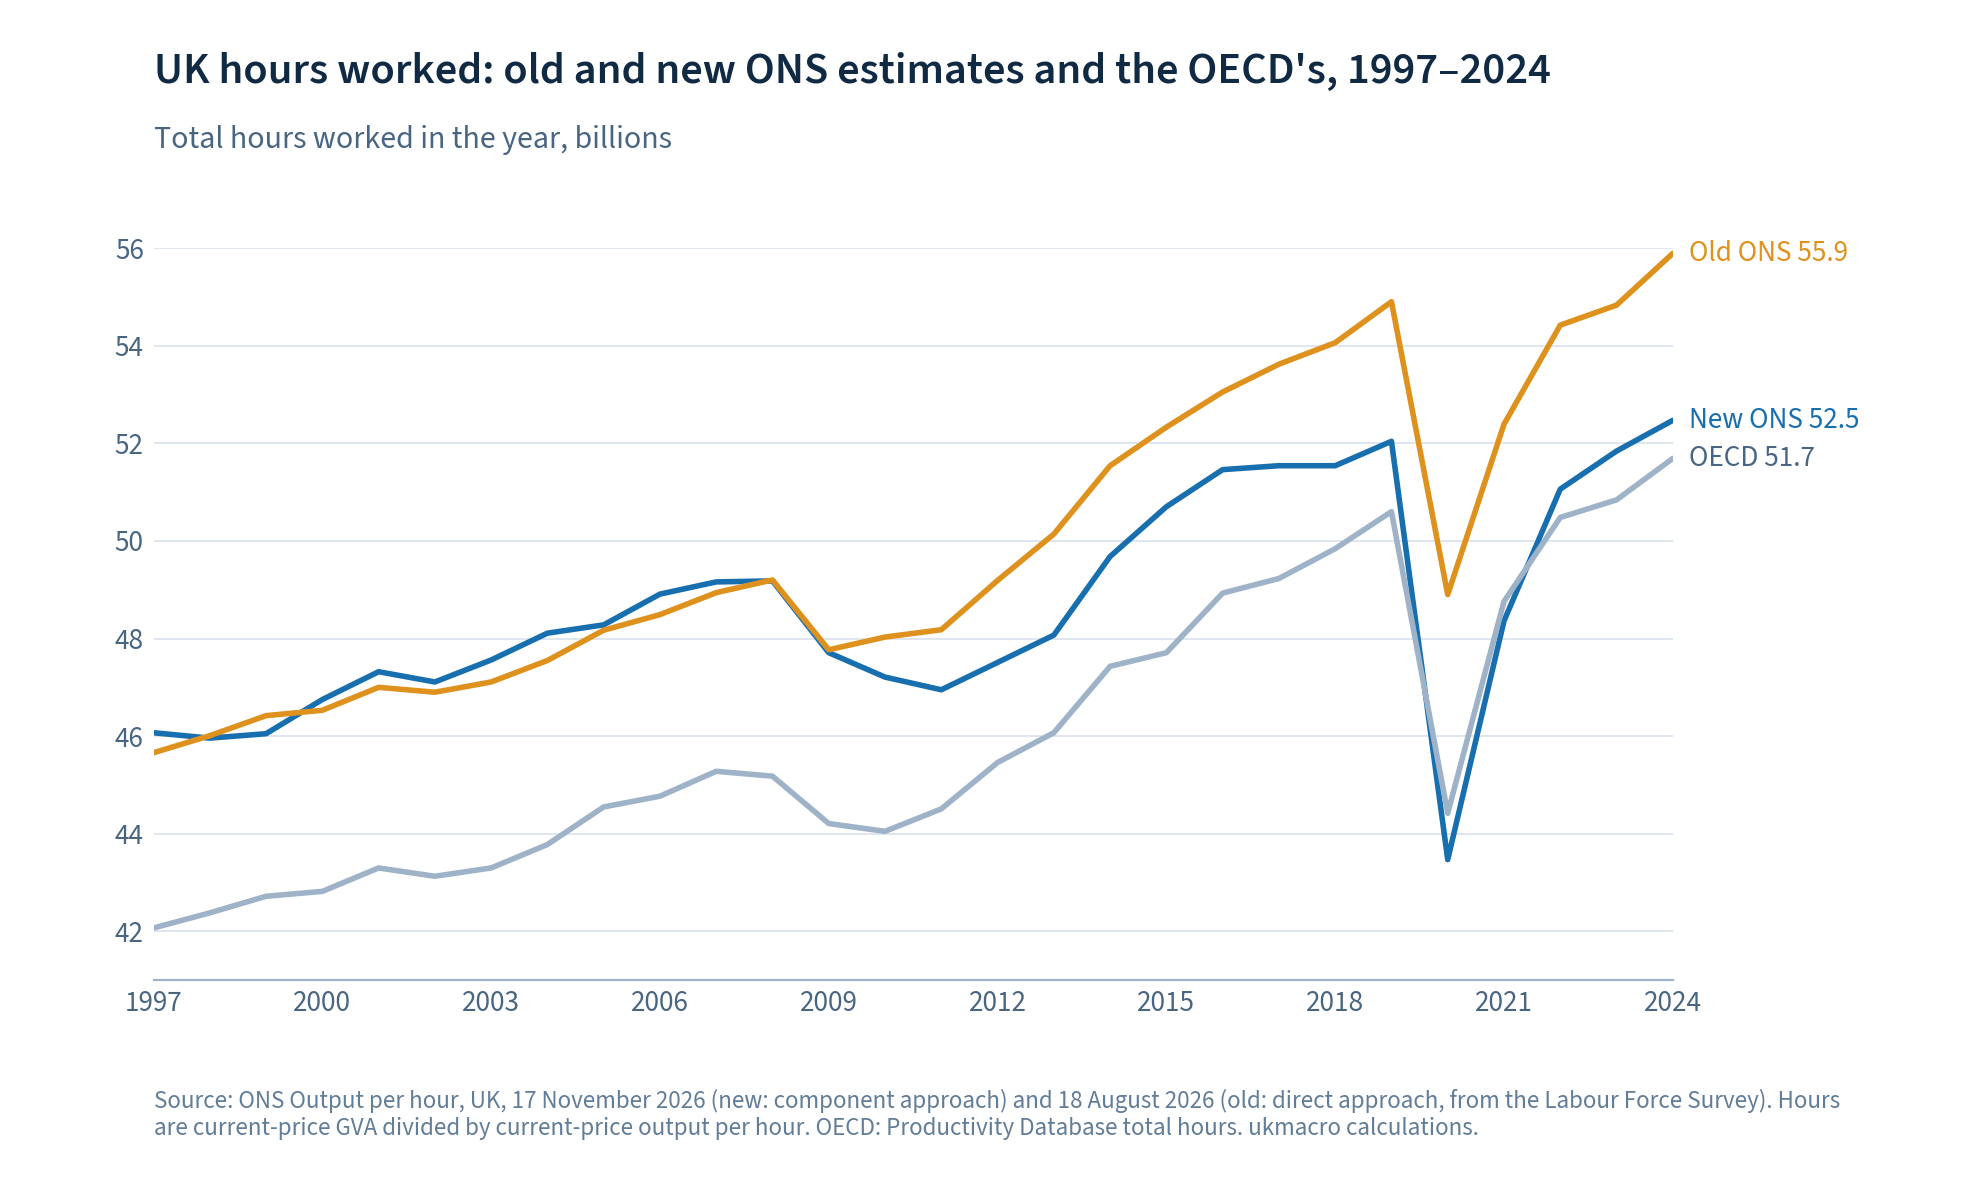 UK hours worked: old and new ONS estimates and the OECD's, 1997–2024
Total hours worked in the year, billions
56
54
52
50
48
46
44
42
Old ONS 55.9
New ONS 52.5
OECD 51.7
1997 2000 2003 2006 2009 2012 2015 2018 2021 2024
Source: ONS Output per hour, UK, 17 November 2026 (new: component approach) and 18 August 2026 (old: direct approach, from the Labour Force Survey). Hours
are current-price GVA divided by current-price output per hour. OECD: Productivity Database total hours. ukmacro calculations.